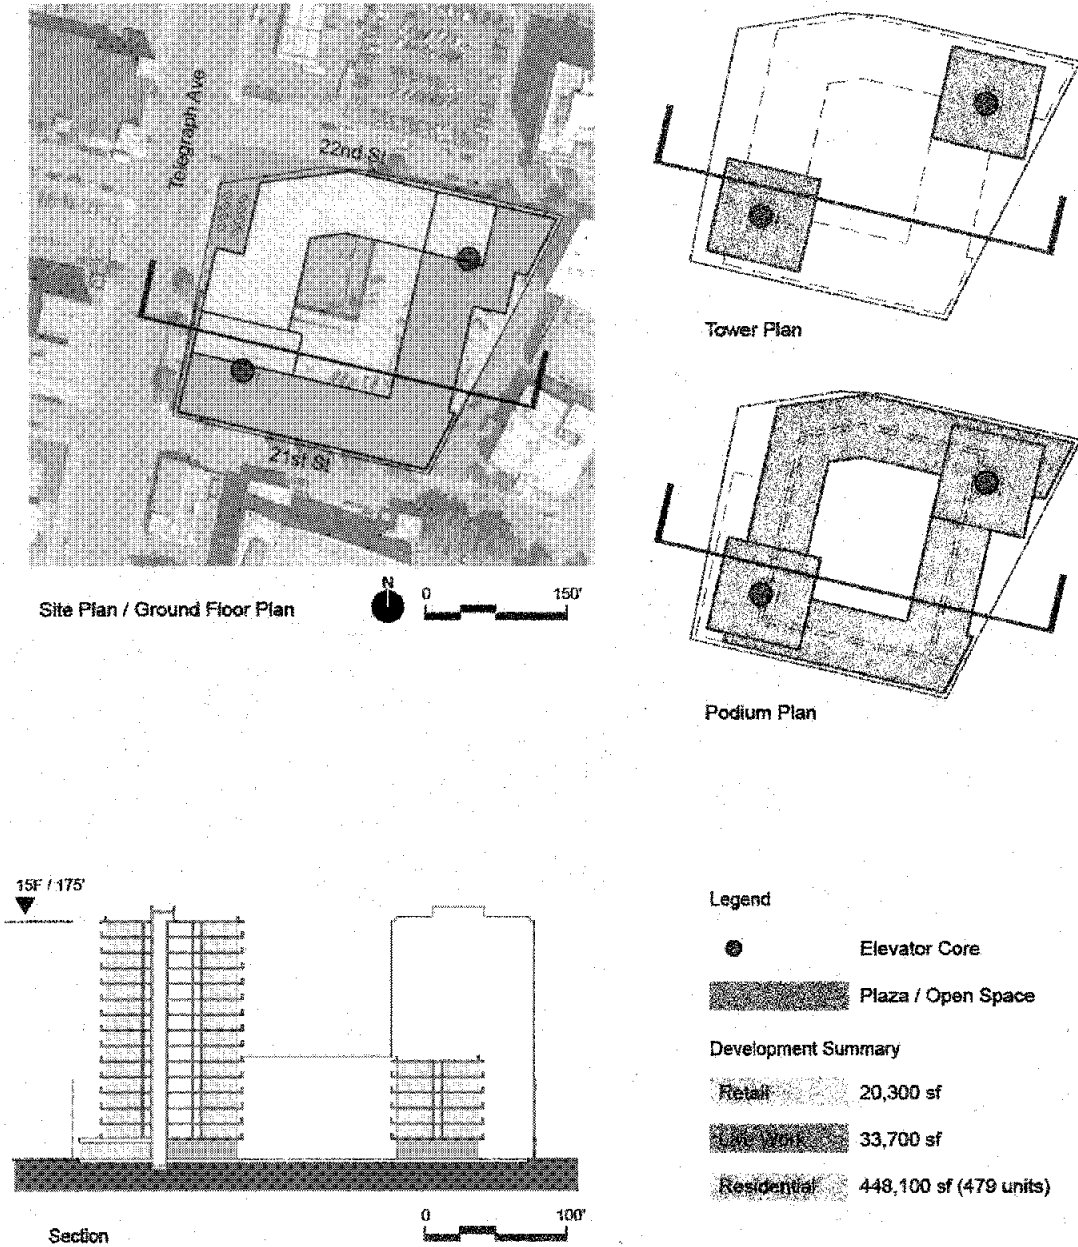 Telegraph Ave
22nd St
21st St
Site Plan / Ground Floor Plan
N
0 150'
Tower Plan
Podium Plan
15F / 175'
Section
0 100'
Legend
Elevator Core
Plaza / Open Space
Development Summary
Retail 20,300 sf
Live Work 33,700 sf
Residential 448,100 sf (479 units)